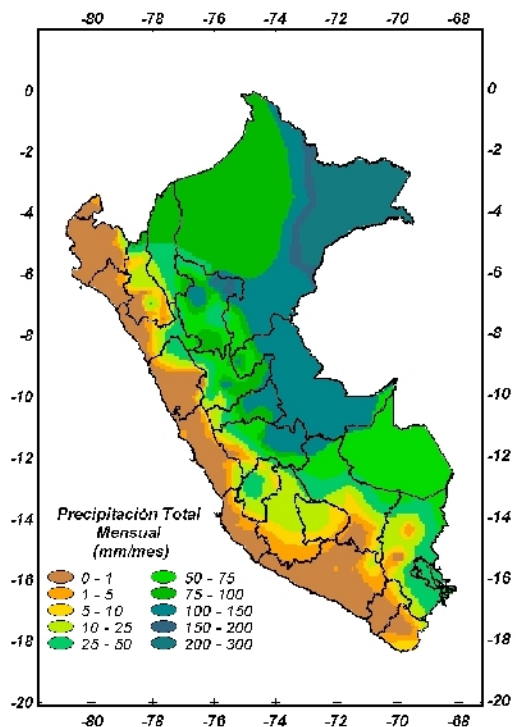 -80 -78 -76 -74 -72 -70 -68
0 0
-2 -2
-4 -4
-6 -6
-8 -8
-10 -10
-12 -12
-14 -14
-16 -16
-18 -18
-20 -20
Precipitación Total
Mensual
(mm/mes)
0 - 1 50 - 75
1 - 5 75 - 100
5 - 10 100 - 150
10 - 25 150 - 200
25 - 50 200 - 300
-80 -78 -76 -74 -72 -70 -68